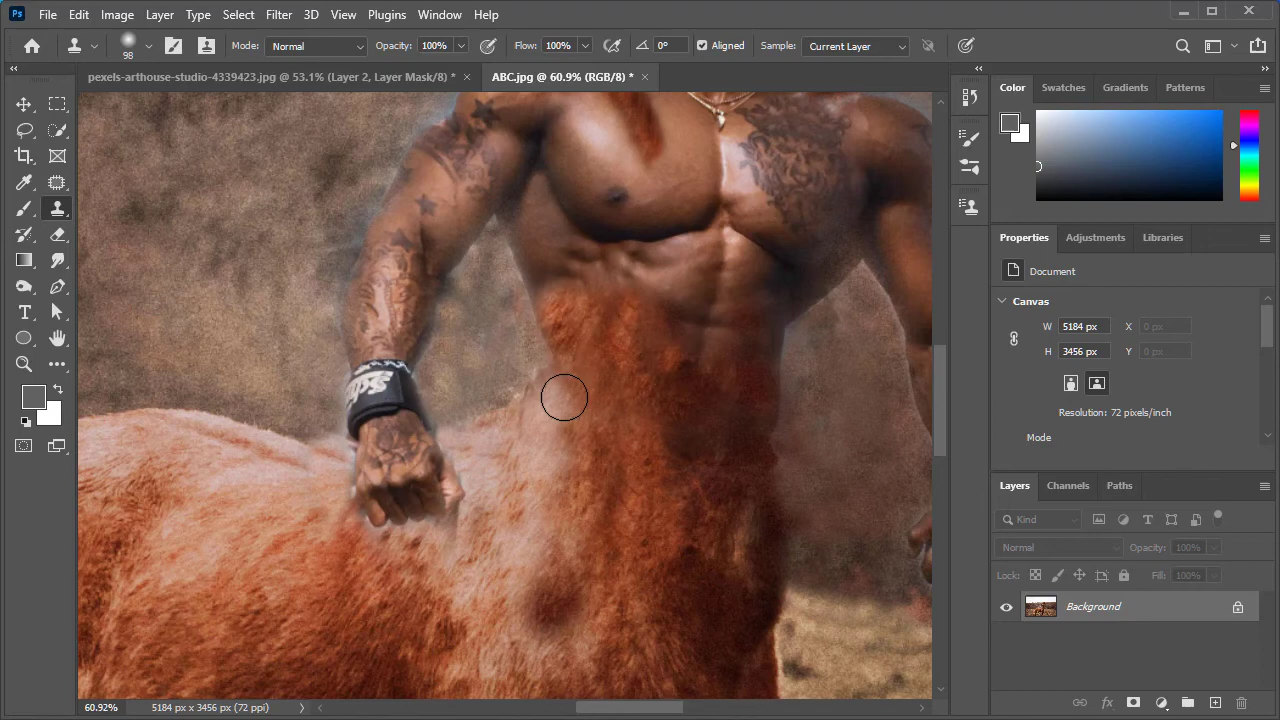 Ps File Edit Image Layer Type Select Filter 3D View Plugins Window Help
98 Mode: Normal Opacity: 100% Flow: 100% 0° Aligned Sample: Current Layer
pexels-arthouse-studio-4339423.jpg @ 53.1% (Layer 2, Layer Mask/8) * ABC.jpg @ 60.9% (RGB/8) *
Color Swatches Gradients Patterns
Properties Adjustments Libraries
Document
Canvas
W 5184 px X 0 px
H 3456 px Y 0 px
Resolution: 72 pixels/inch
Mode
Layers Channels Paths
Kind
Normal Opacity: 100%
Lock: Fill: 100%
Background
60.92% 5184 px x 3456 px (72 ppi)